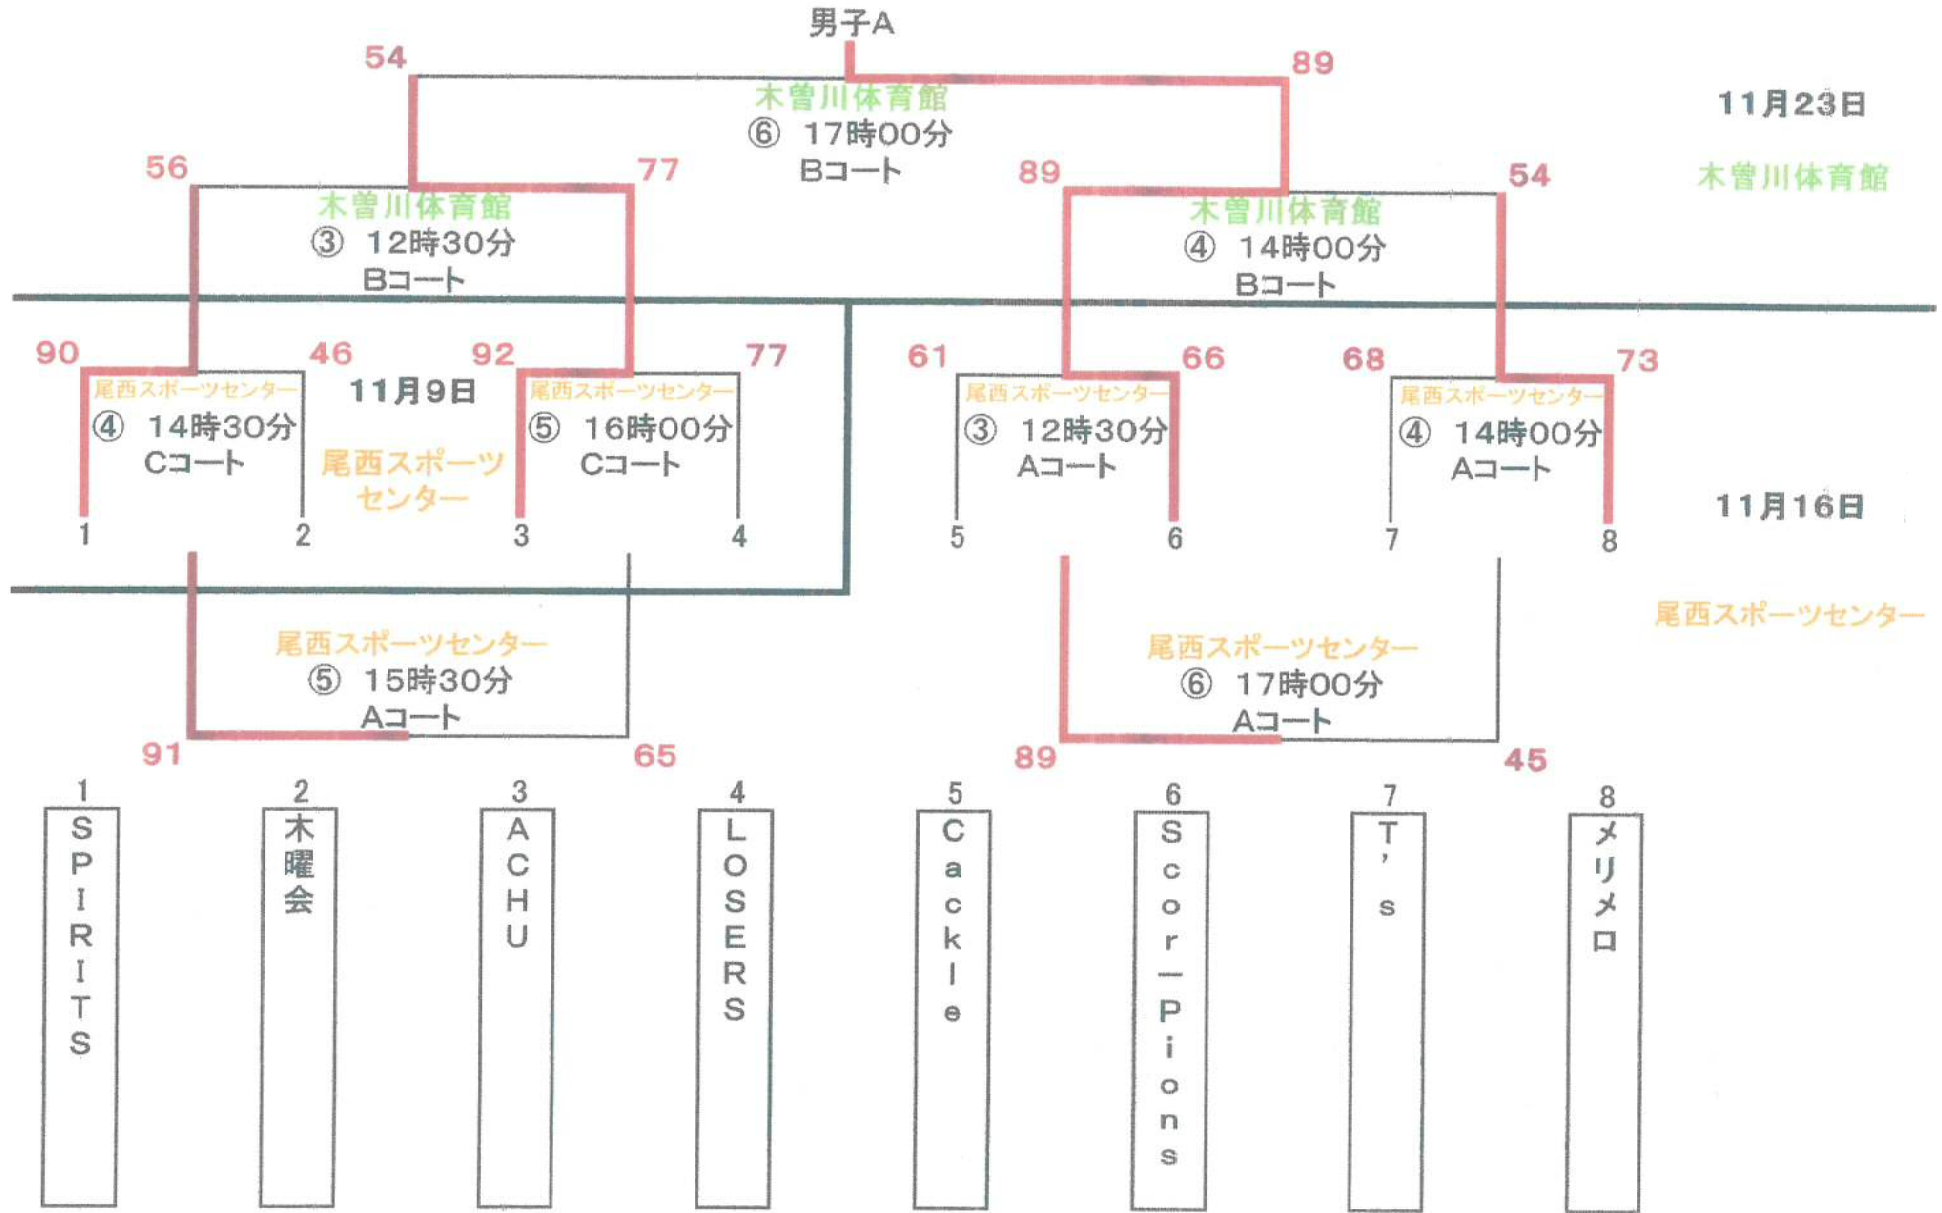 男子A
54
89
木曽川体育館
⑥ 17時00分
Bコート
11月23日
木曽川体育館
56
77
89
54
木曽川体育館
③ 12時30分
Bコート
木曽川体育館
④ 14時00分
Bコート
90
46
92
77
61
66
68
73
尾西スポーツセンター
④ 14時30分
Cコート
11月9日
尾西スポーツ
センター
尾西スポーツセンター
⑤ 16時00分
Cコート
尾西スポーツセンター
③ 12時30分
Aコート
尾西スポーツセンター
④ 14時00分
Aコート
11月16日
尾西スポーツセンター
1
2
3
4
5
6
7
8
尾西スポーツセンター
⑤ 15時30分
Aコート
尾西スポーツセンター
⑥ 17時00分
Aコート
91
65
89
45
1
SPIRITS
2
木曜会
3
ACHU
4
LOSERS
5
Cackle
6
Scor―Pions
7
T's
8
メリメロ